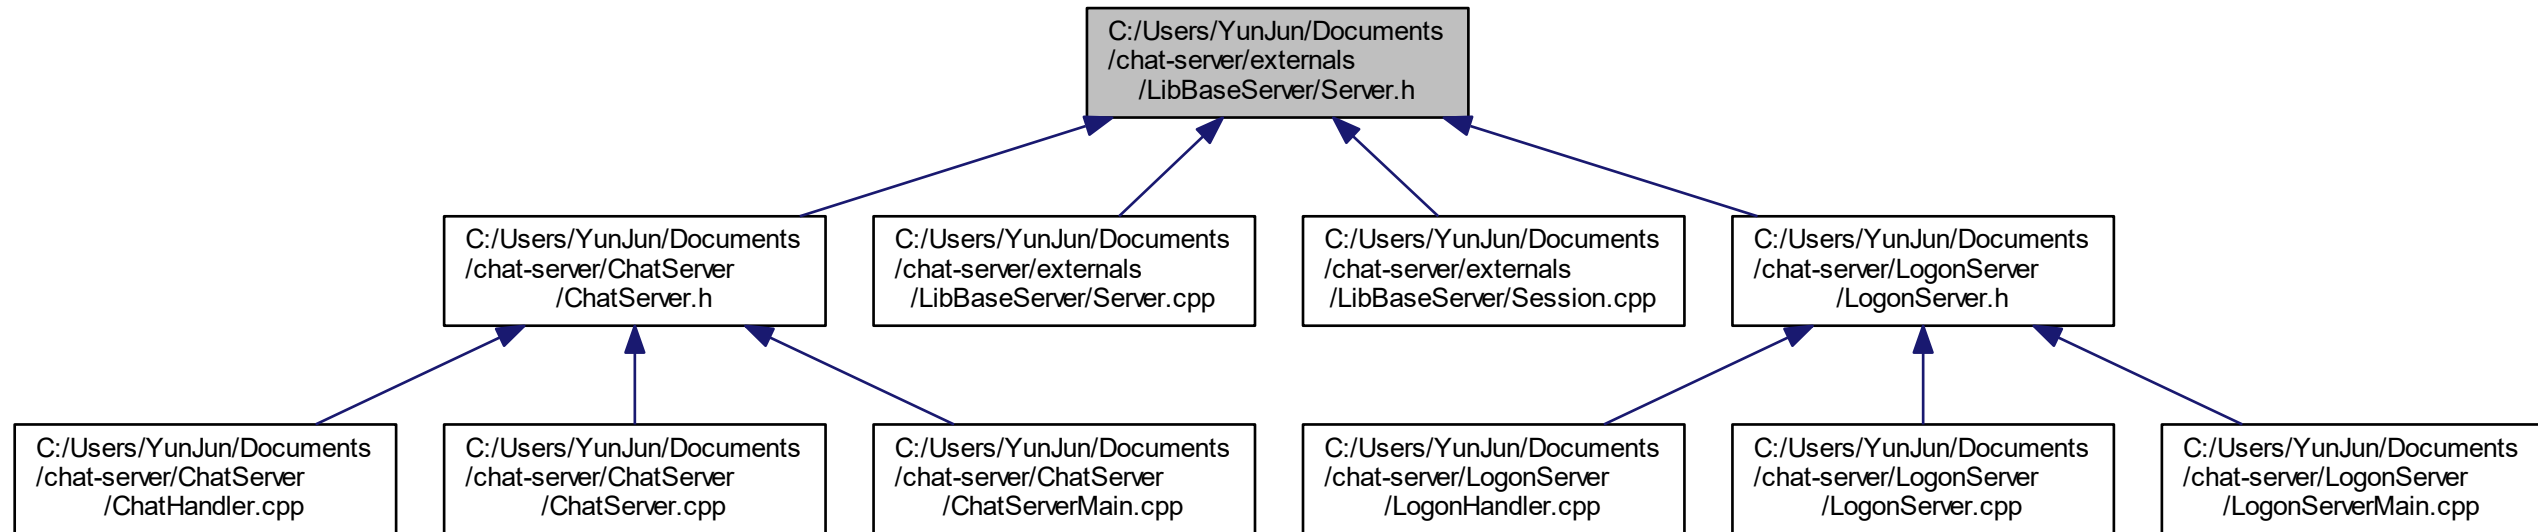 C:/Users/YunJun/Documents
/chat-server/externals
/LibBaseServer/Server.h
C:/Users/YunJun/Documents
/chat-server/ChatServer
/ChatServer.h
C:/Users/YunJun/Documents
/chat-server/externals
/LibBaseServer/Server.cpp
C:/Users/YunJun/Documents
/chat-server/externals
/LibBaseServer/Session.cpp
C:/Users/YunJun/Documents
/chat-server/LogonServer
/LogonServer.h
C:/Users/YunJun/Documents
/chat-server/ChatServer
/ChatHandler.cpp
C:/Users/YunJun/Documents
/chat-server/ChatServer
/ChatServer.cpp
C:/Users/YunJun/Documents
/chat-server/ChatServer
/ChatServerMain.cpp
C:/Users/YunJun/Documents
/chat-server/LogonServer
/LogonHandler.cpp
C:/Users/YunJun/Documents
/chat-server/LogonServer
/LogonServer.cpp
C:/Users/YunJun/Documents
/chat-server/LogonServer
/LogonServerMain.cpp